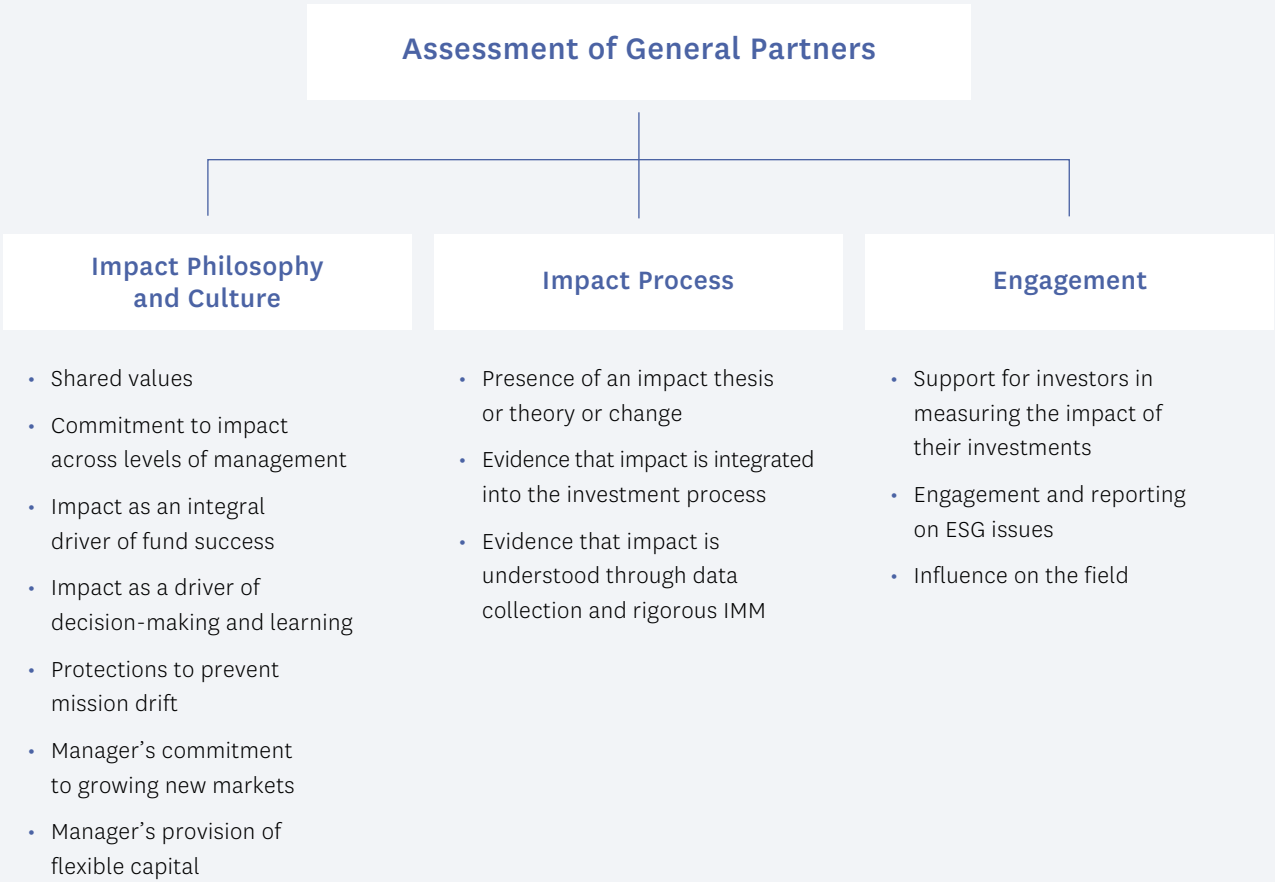 Assessment of General Partners
Impact Philosophy
and Culture
• Shared values
• Commitment to impact
across levels of management
• Impact as an integral
driver of fund success
• Impact as a driver of
decision-making and learning
• Protections to prevent
mission drift
• Manager’s commitment
to growing new markets
• Manager’s provision of
flexible capital
Impact Process
• Presence of an impact thesis
or theory or change
• Evidence that impact is integrated
into the investment process
• Evidence that impact is
understood through data
collection and rigorous IMM
Engagement
• Support for investors in
measuring the impact of
their investments
• Engagement and reporting
on ESG issues
• Influence on the field